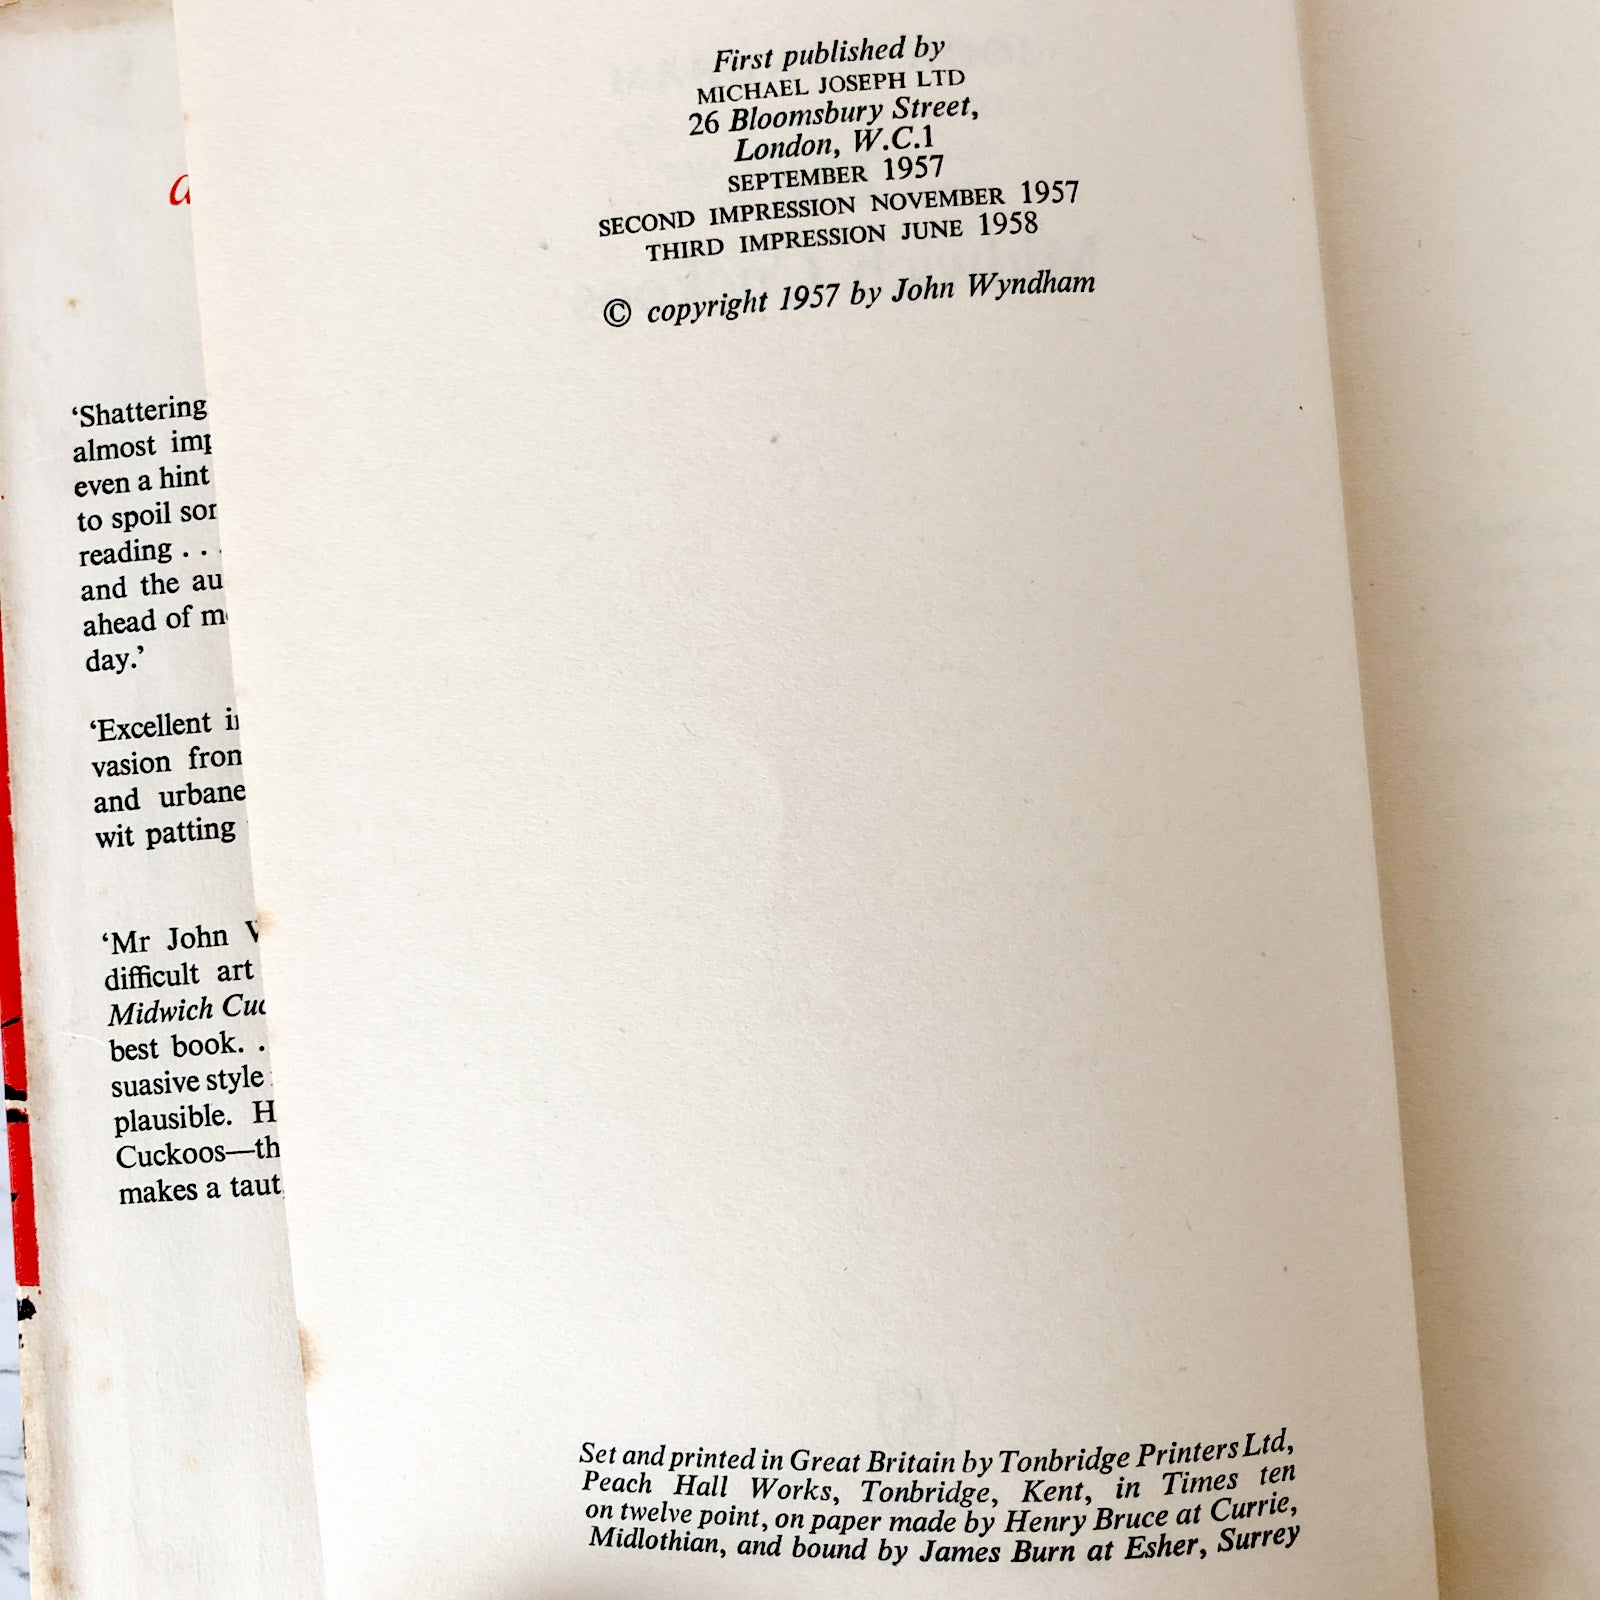 a
‘Shattering
almost
even a hint
to spoil
reading . . .
and the
ahead of
day.’
‘Excellent
vasion from
and urbane
wit patting
‘Mr John
difficult art
Midwich
best book. .
suasive style
plausible. H
Cuckoos—th
makes a taut,
First published by
MICHAEL JOSEPH LTD
26 Bloomsbury Street,
London, W.C.1
SEPTEMBER 1957
SECOND IMPRESSION NOVEMBER 1957
THIRD IMPRESSION JUNE 1958
© copyright 1957 by John Wyndham
Set and printed in Great Britain by Tonbridge Printers Ltd,
Peach Hall Works, Tonbridge, Kent, in Times ten
on twelve point, on paper made by Henry Bruce at Currie,
Midlothian, and bound by James Burn at Esher, Surrey